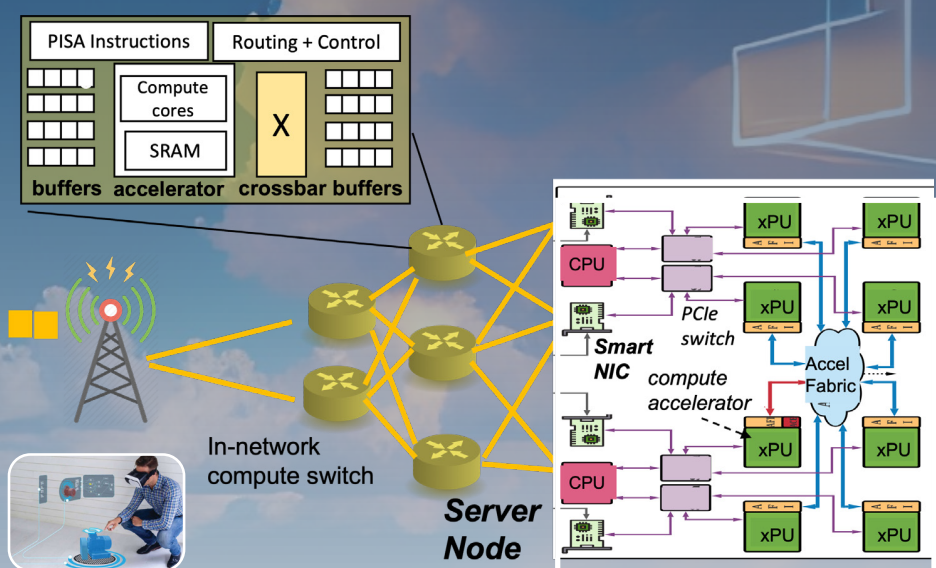 PISA Instructions
Routing + Control
Compute
cores
SRAM
X
buffers
accelerator
crossbar
buffers
In-network
compute switch
Server
Node
CPU
Smart
NIC
PCIe
switch
compute
accelerator
CPU
xPU
A F I
xPU
A F I
xPU
A F I
xPU
A F I
Accel
Fabric
xPU
A F I
xPU
xPU
A F I
xPU
A F I
xPU